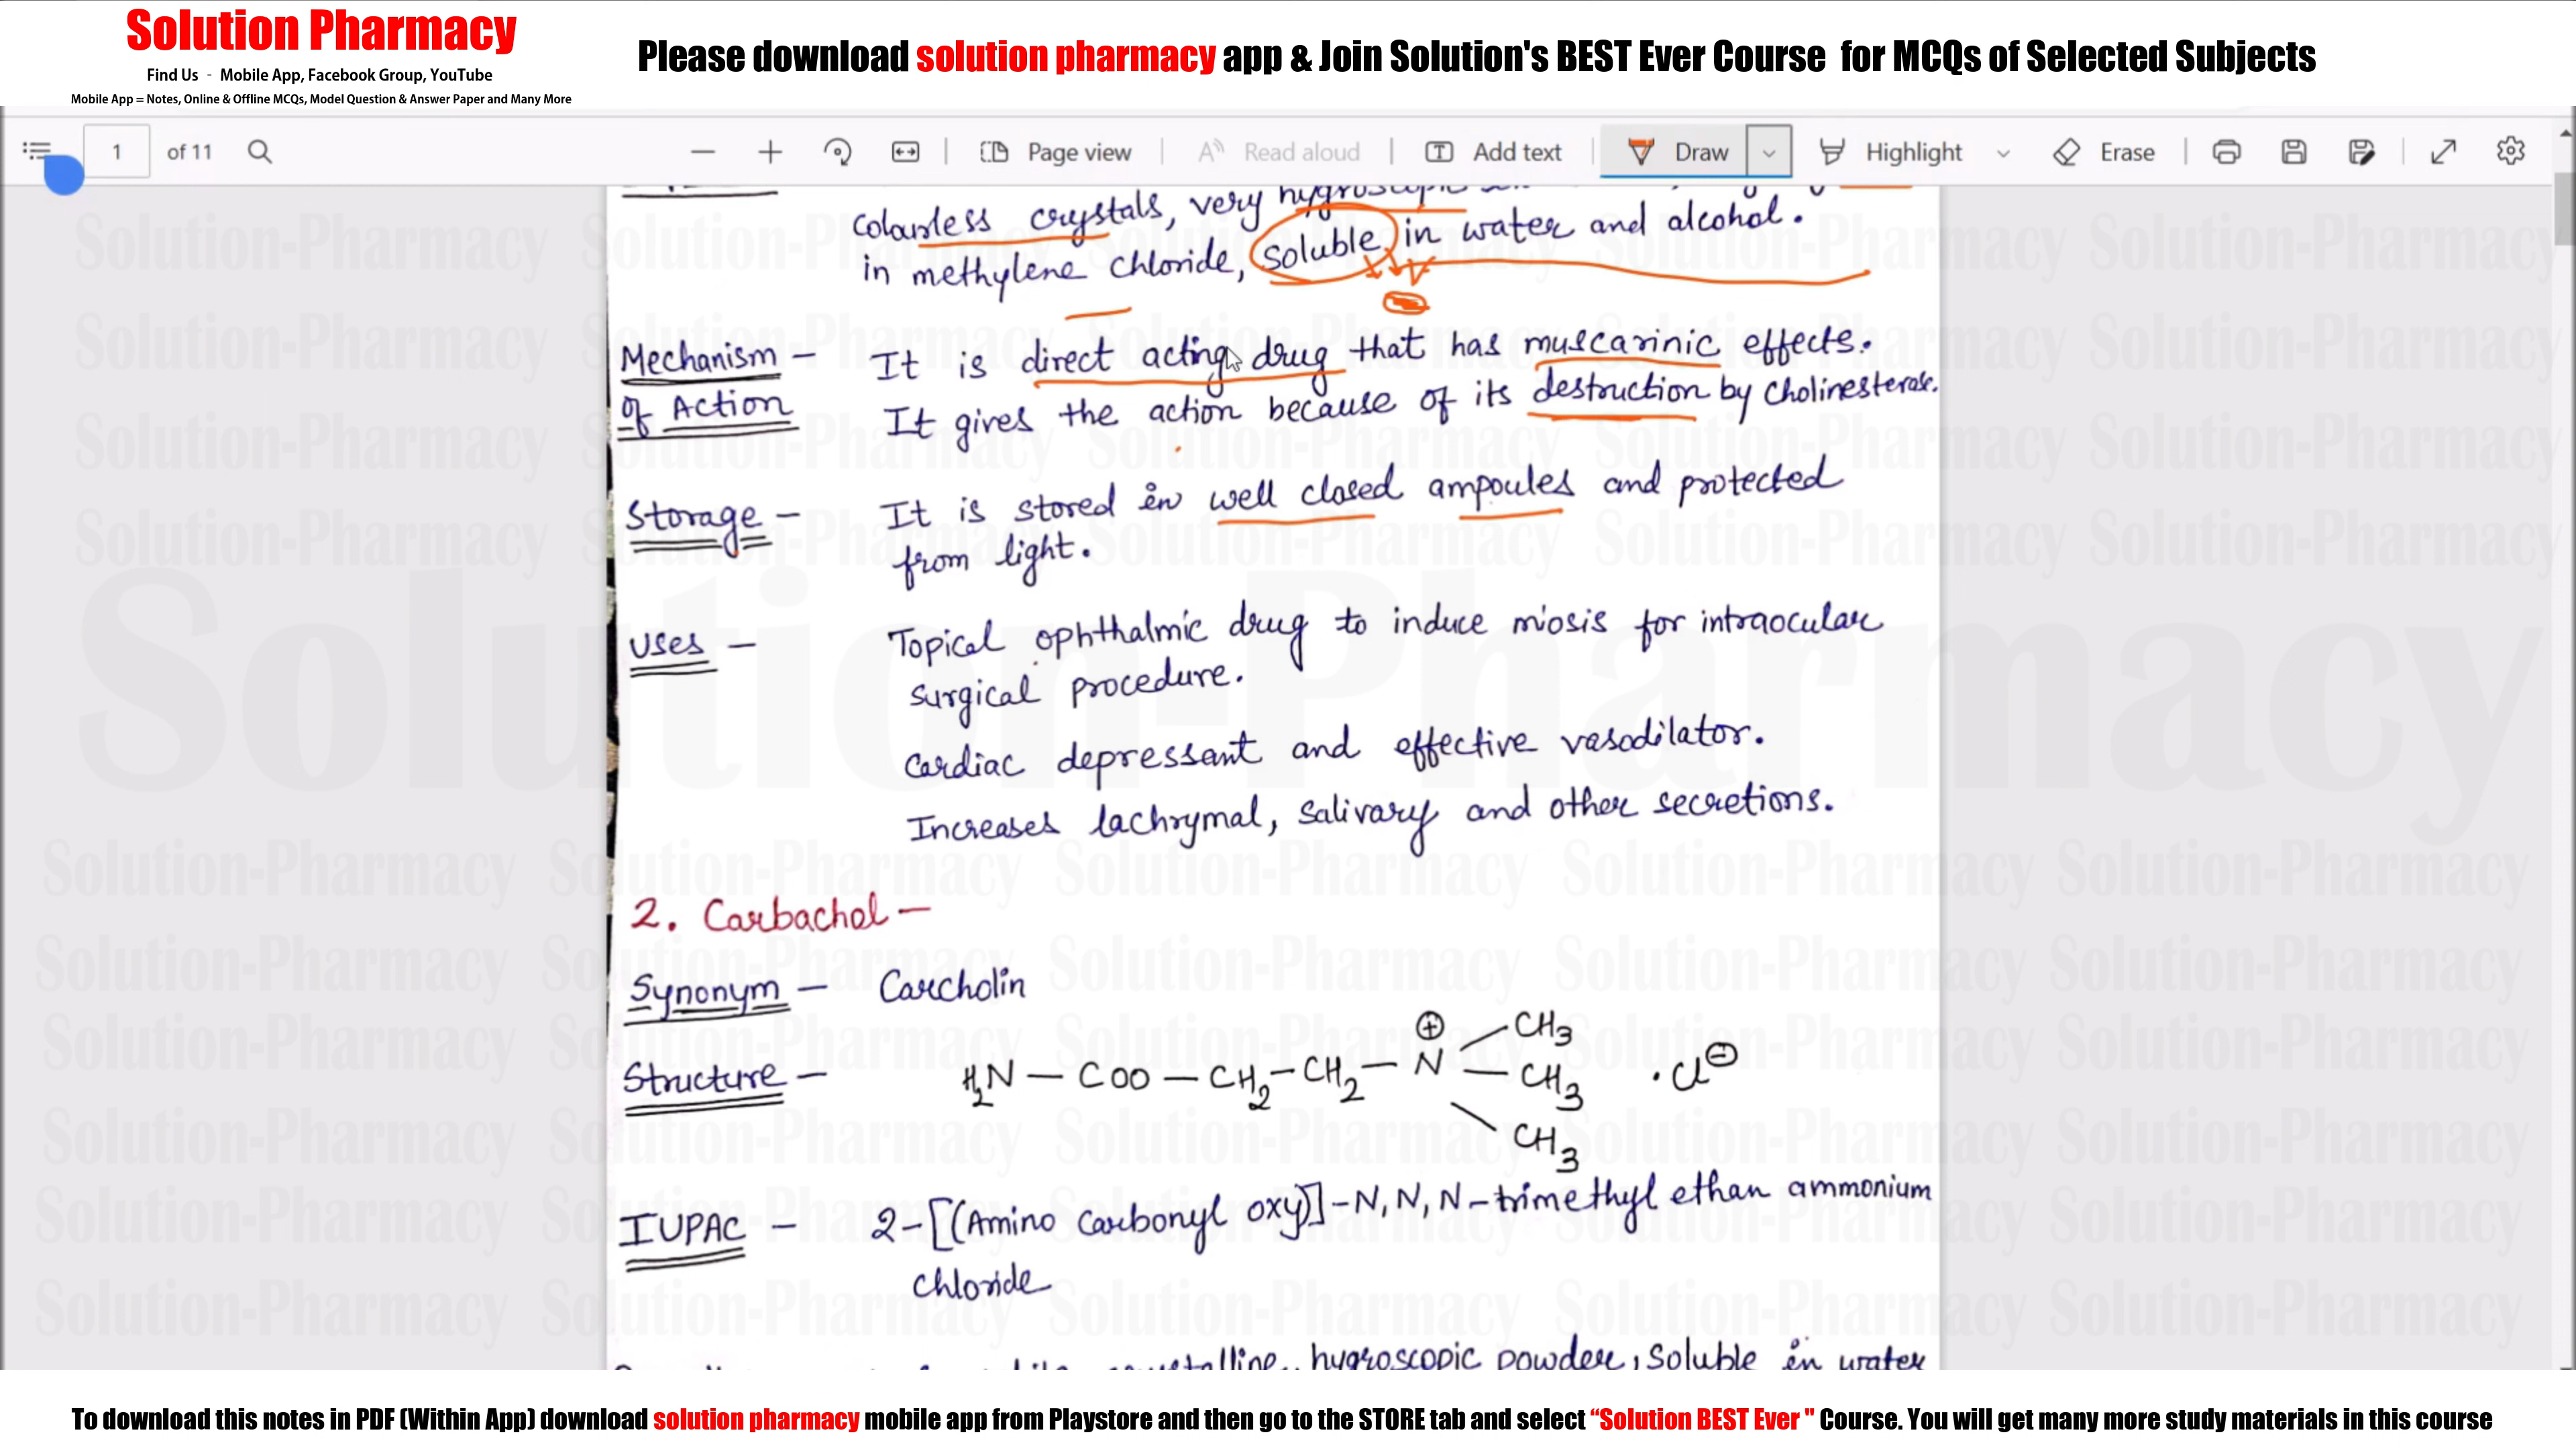 Solution Pharmacy
Find Us - Mobile App, Facebook Group, YouTube
Mobile App = Notes, Online & Offline MCQs, Model Question & Answer Paper and Many More
Please download solution pharmacy app & Join Solution's BEST Ever Course for MCQs of Selected Subjects
1 of 11 Page view Read aloud Add text Draw Highlight Erase
colourless crystals, very hygroscopic
in methylene chloride, soluble in water and alcohol.
Mechanism of Action – It is direct acting drug that has muscarinic effects.
It gives the action because of its destruction by cholinesterase.
Storage – It is stored in well closed ampoules and protected
from light.
Uses – Topical ophthalmic drug to induce miosis for intraocular
surgical procedure.
Cardiac depressant and effective vasodilator.
Increases lachrymal, salivary and other secretions.
2. Carbachol –
Synonym – Carcholin
Structure – H2N – COO – CH2 – CH2 – N⊕ – CH3
– CH3 . Cl⊖
CH3
IUPAC – 2-[(Amino carbonyl oxy)]-N,N,N-trimethyl ethan ammonium
chloride
crystalline, hygroscopic powder, soluble in water
To download this notes in PDF (Within App) download solution pharmacy mobile app from Playstore and then go to the STORE tab and select “Solution BEST Ever " Course. You will get many more study materials in this course
Solution-Pharmacy